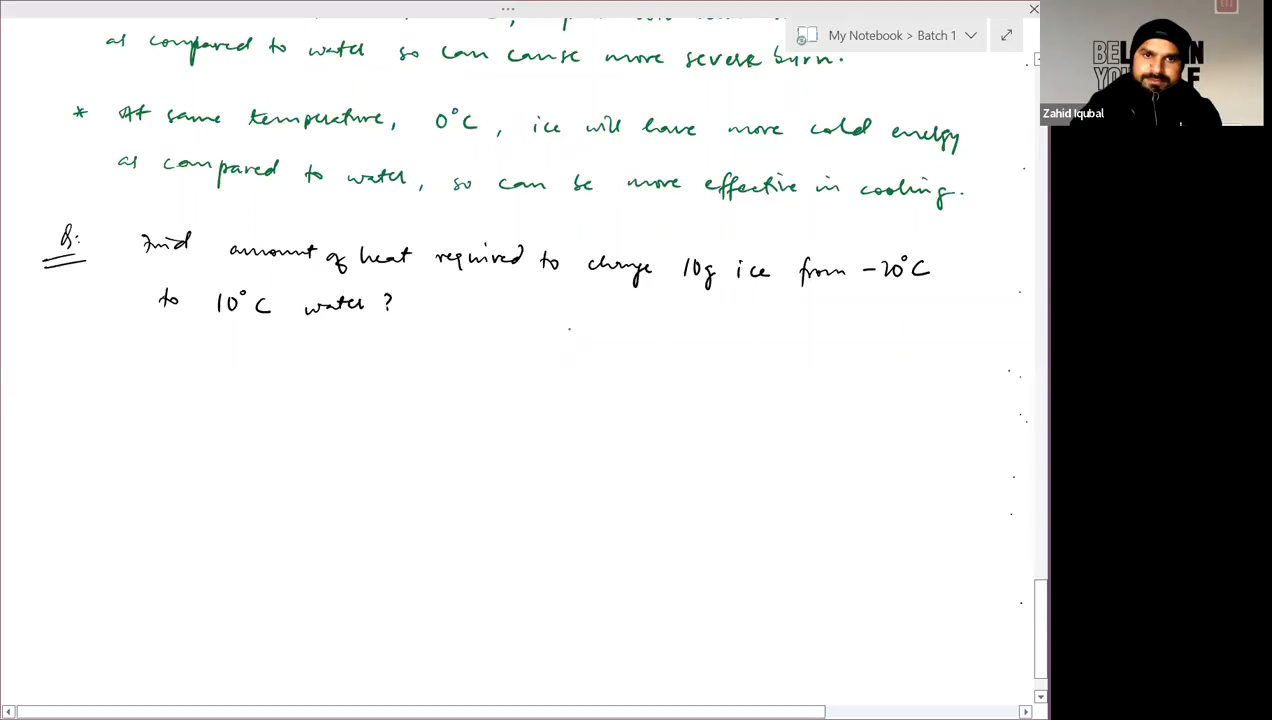 as compared to water so can cause more severe burn.
My Notebook > Batch 1
* At same temperature, 0°C, ice will have more cold energy
as compared to water, so can be more effective in cooling.
Q: Find amount of heat required to change 10g ice from -20°C
to 10°C water?
Zahid Iqubal